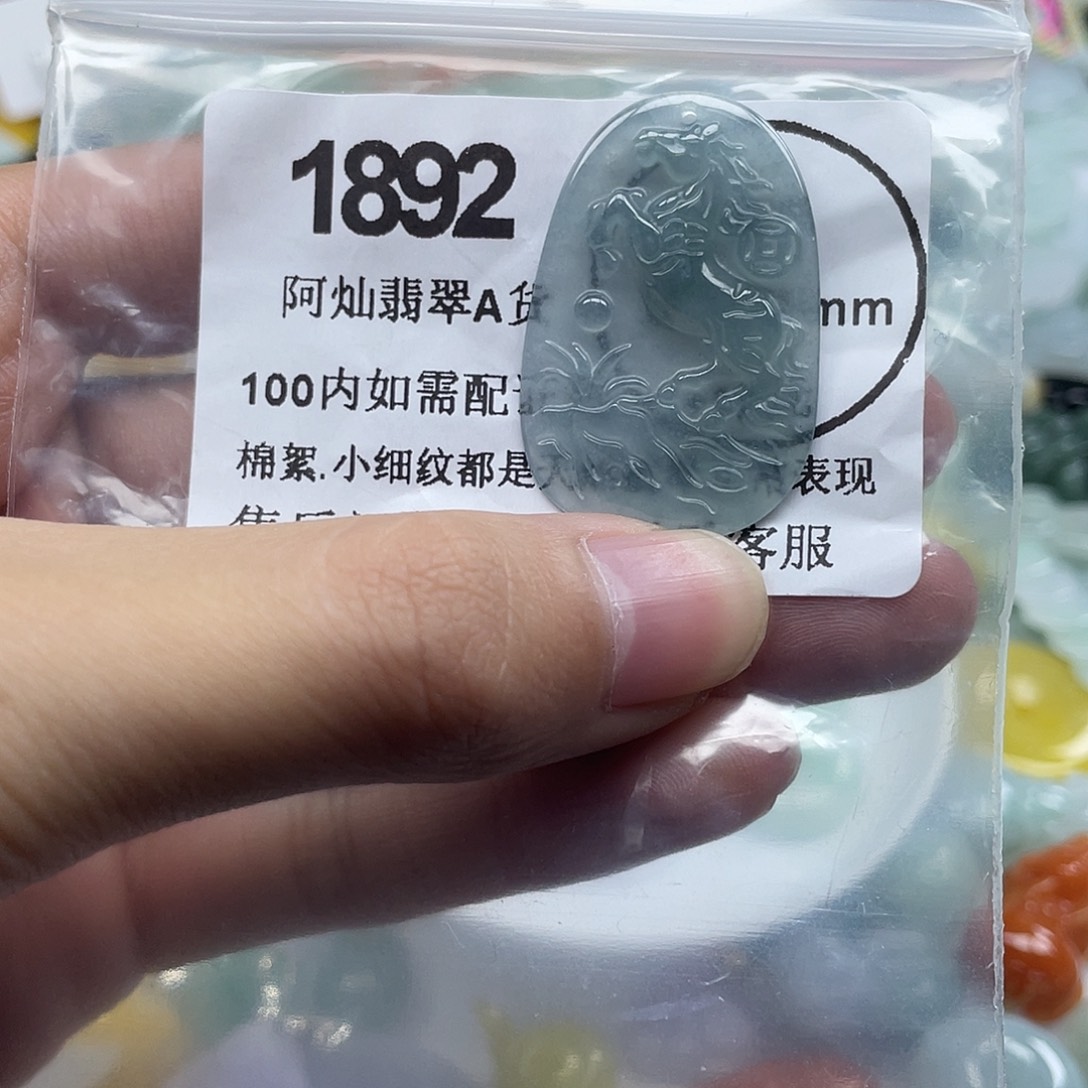 1892
阿灿翡翠A货 mm
100内如需配
棉絮.小细纹都是 表现
客服